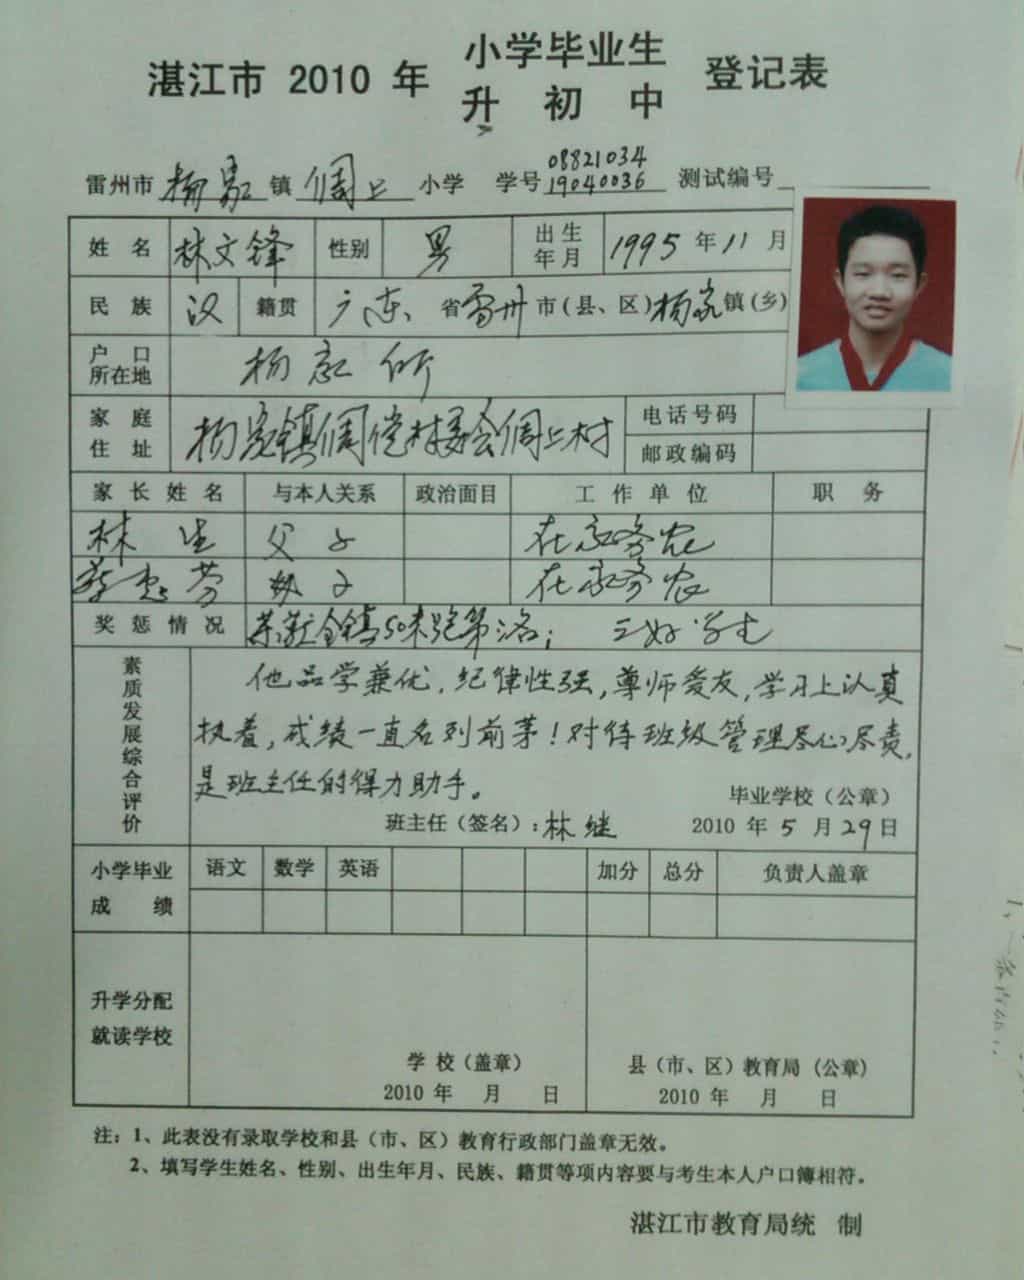 湛江市 2010 年 小学毕业生 登记表
升 初 中
08821034
雷州市 杨家 镇 倜上 小学 学号 19040036 测试编号
姓 名 林文锋 性别 男 出生年月 1995 年 11 月
民 族 汉 籍贯 广东 省 雷州 市(县、区) 杨家 镇(乡)
户 口 所在地 杨家所
家 庭 住 址 杨家镇倜偿村委会倜上村 电话号码
邮政编码
家 长 姓 名 与本人关系 政治面目 工 作 单 位 职 务
林 生 父 子 在家务农
芬 子 在家务农
奖 惩 情 况 全镇50米跑第 三好学生
素质发展综合评价
他品学兼优,纪律性强,尊师爱友,学习上认真
执着,成绩一直名列前茅!对待班级管理尽心尽责,
是班主任的得力助手。
毕业学校(公章)
班主任(签名): 林继 2010 年 5 月 29 日
小学毕业 成 绩 语文 数学 英语 加分 总分 负责人盖章
升学分配
就读学校
学 校(盖章) 县(市、区)教育局(公章)
2010 年 月 日 2010 年 月 日
注:1、此表没有录取学校和县(市、区)教育行政部门盖章无效。
2、填写学生姓名、性别、出生年月、民族、籍贯等项内容要与考生本人户口簿相符。
湛江市教育局统 制